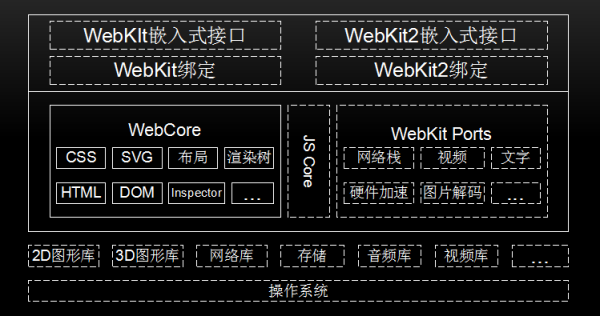 WebKIt嵌入式接口 WebKit2嵌入式接口
WebKit绑定 WebKit2绑定
WebCore
CSS SVG 布局 渲染树
HTML DOM Inspector ...
JS Core
WebKit Ports
网络栈 视频 文字
硬件加速 图片解码 ...
2D图形库 3D图形库 网络库 存储 音频库 视频库 ...
操作系统